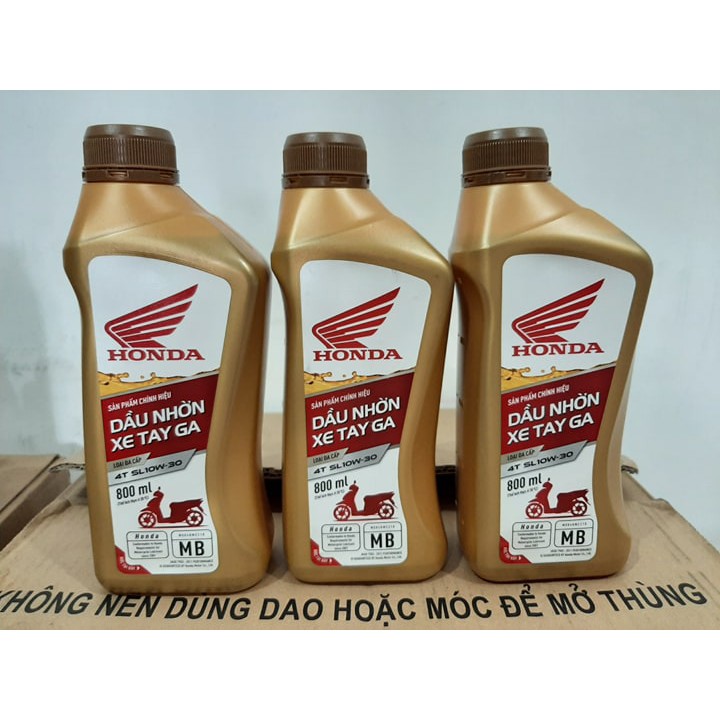 HONDA
SẢN PHẨM CHÍNH HIỆU
DẦU NHỜN
XE TAY GA
LOẠI ĐA CẤP
4T SL10W-30
800 ml
Honda
MB
HONDA
SẢN PHẨM CHÍNH HIỆU
DẦU NHỜN
XE TAY GA
LOẠI ĐA CẤP
4T SL10W-30
800 ml
Honda
MB
HONDA
SẢN PHẨM CHÍNH HIỆU
DẦU NHỜN
XE TAY GA
LOẠI ĐA CẤP
4T SL10W-30
800 ml
Honda
MB
KHÔNG NÊN DÙNG DAO HOẶC MÓC ĐỂ MỞ THÙNG